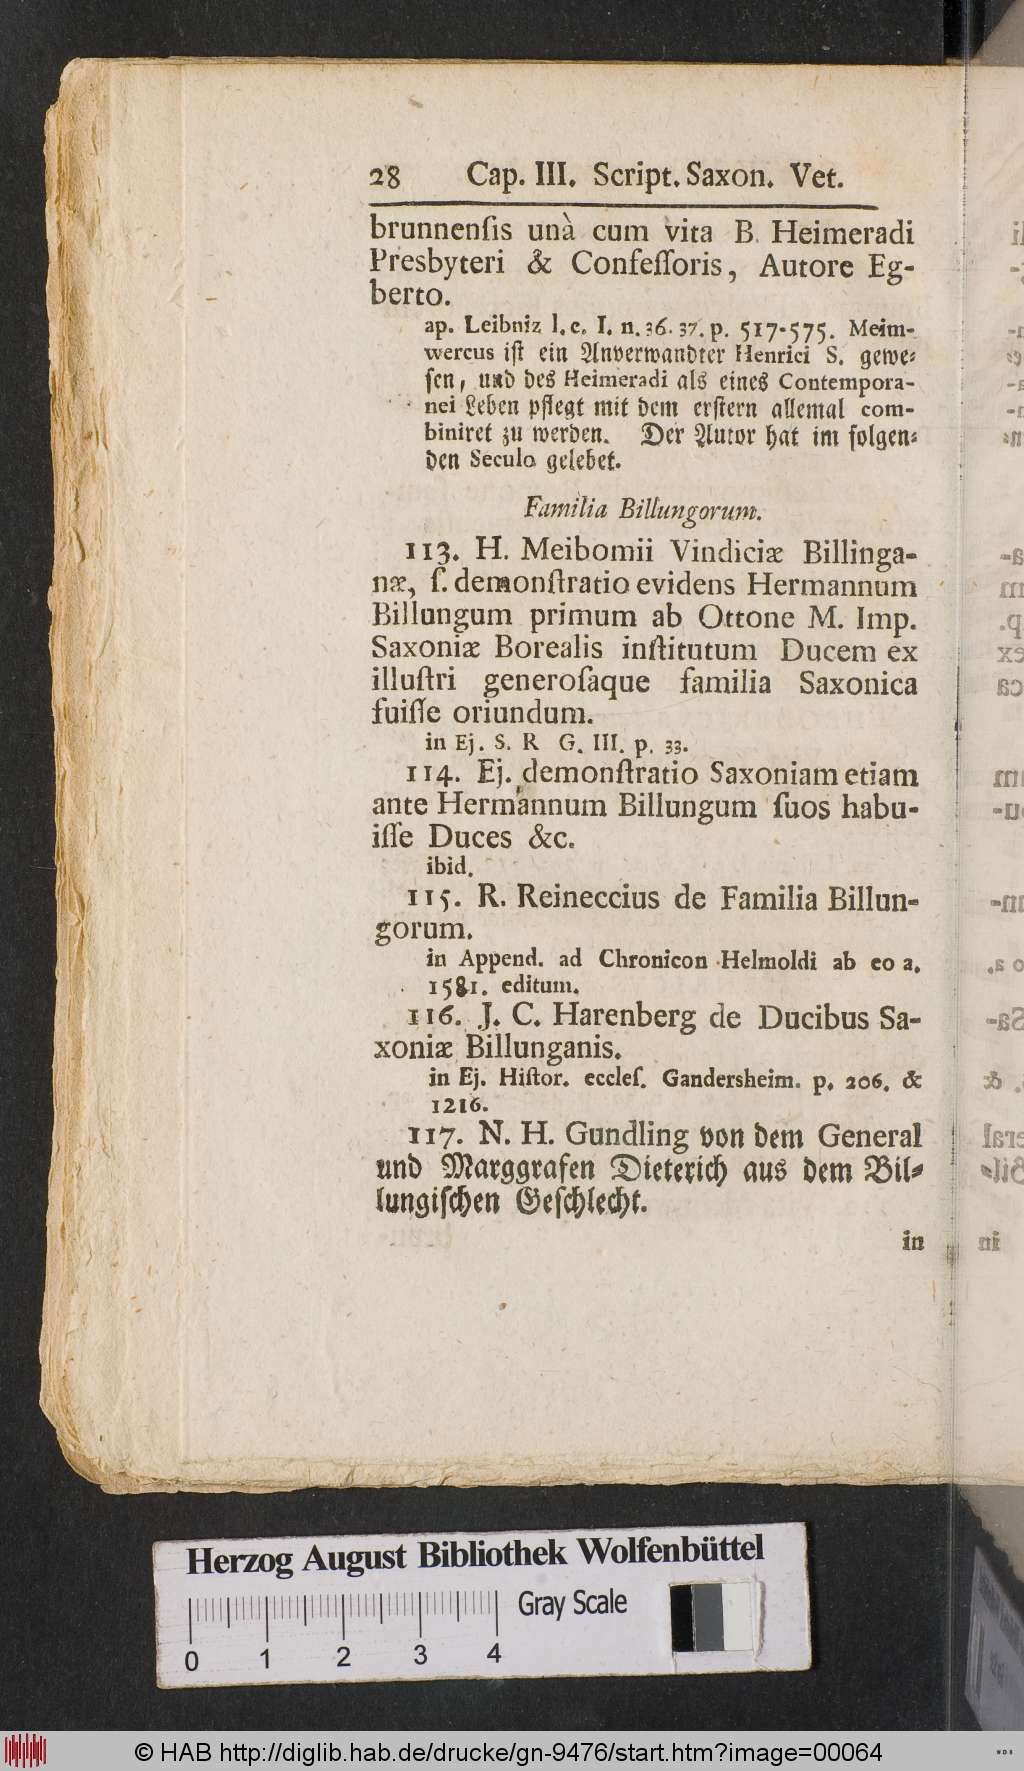 28 Cap. III. Script. Saxon. Vet.
brunnenſis unà cum vita B. Heimeradi
Presbyteri & Confeſſoris, Autore Eg-
berto.
ap. Leibniz l. c. I. n. 36. 37. p. 517-575. Meim-
wercus iſt ein Anverwandter Henrici S. gewe-
ſen, und des Heimeradi als eines Contempora-
nei Leben pflegt mit dem erſtern allemal com-
biniret zu werden. Der Autor hat im folgen-
den Seculo gelebet.
Familia Billungorum.
113. H. Meibomii Vindiciæ Billinga-
næ, ſ. demonſtratio evidens Hermannum
Billungum primum ab Ottone M. Imp.
Saxoniæ Borealis inſtitutum Ducem ex
illuſtri generoſaque familia Saxonica
fuiſſe oriundum.
in Ej. S. R G. III. p. 33.
114. Ej. demonſtratio Saxoniam etiam
ante Hermannum Billungum ſuos habu-
iſſe Duces &c.
ibid.
115. R. Reineccius de Familia Billun-
gorum.
in Append. ad Chronicon Helmoldi ab eo a.
1581. editum.
116. J. C. Harenberg de Ducibus Sa-
xoniæ Billunganis.
in Ej. Hiſtor. eccleſ. Gandersheim. p. 206. &
1216.
117. N. H. Gundling von dem General
und Marggrafen Dieterich aus dem Bil-
lungiſchen Geſchlecht.
in
Herzog August Bibliothek Wolfenbüttel
Gray Scale
0 1 2 3 4
© HAB http://diglib.hab.de/drucke/gn-9476/start.htm?image=00064